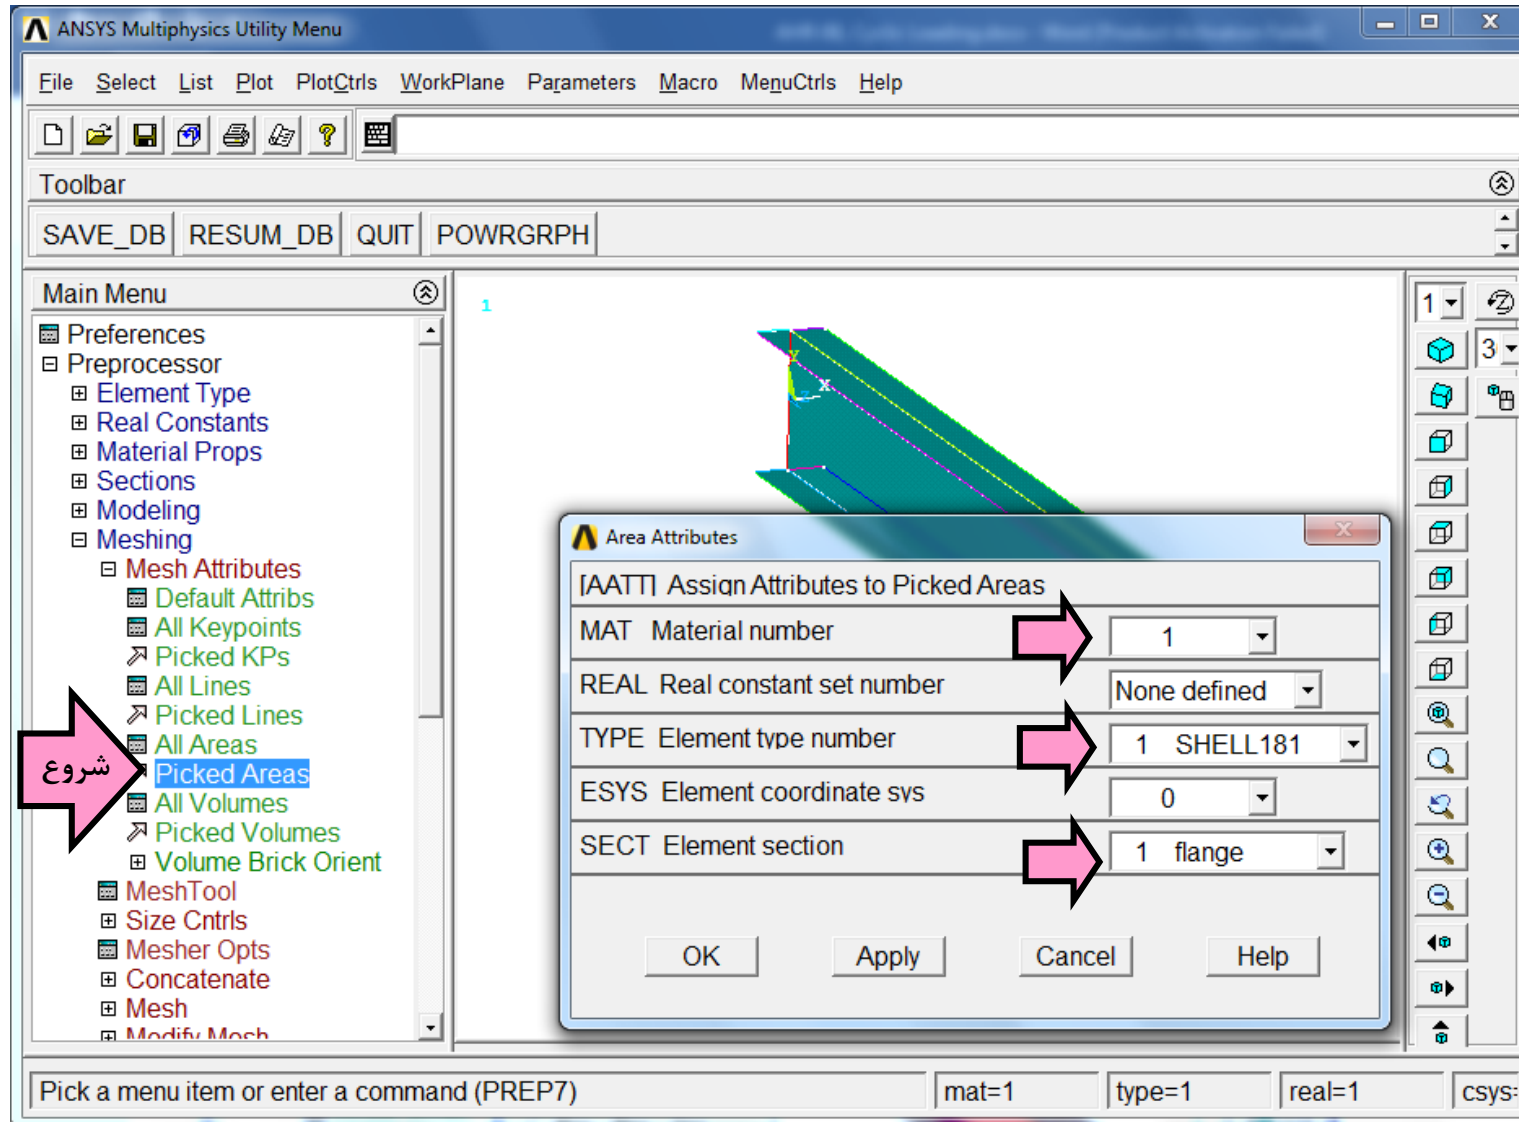 ANSYS Multiphysics Utility Menu
File Select List Plot PlotCtrls WorkPlane Parameters Macro MenuCtrls Help
Toolbar
SAVE_DB RESUM_DB QUIT POWRGRPH
Main Menu
Preferences
Preprocessor
Element Type
Real Constants
Material Props
Sections
Modeling
Meshing
Mesh Attributes
Default Attribs
All Keypoints
Picked KPs
All Lines
Picked Lines
All Areas
شروع
Picked Areas
All Volumes
Picked Volumes
Volume Brick Orient
MeshTool
Size Cntrls
Mesher Opts
Concatenate
Mesh
Modify Mesh
1
Y
X
Z
Area Attributes
[AATT] Assign Attributes to Picked Areas
MAT Material number 1
REAL Real constant set number None defined
TYPE Element type number 1 SHELL181
ESYS Element coordinate sys 0
SECT Element section 1 flange
OK Apply Cancel Help
1
3
Pick a menu item or enter a command (PREP7) mat=1 type=1 real=1 csys=